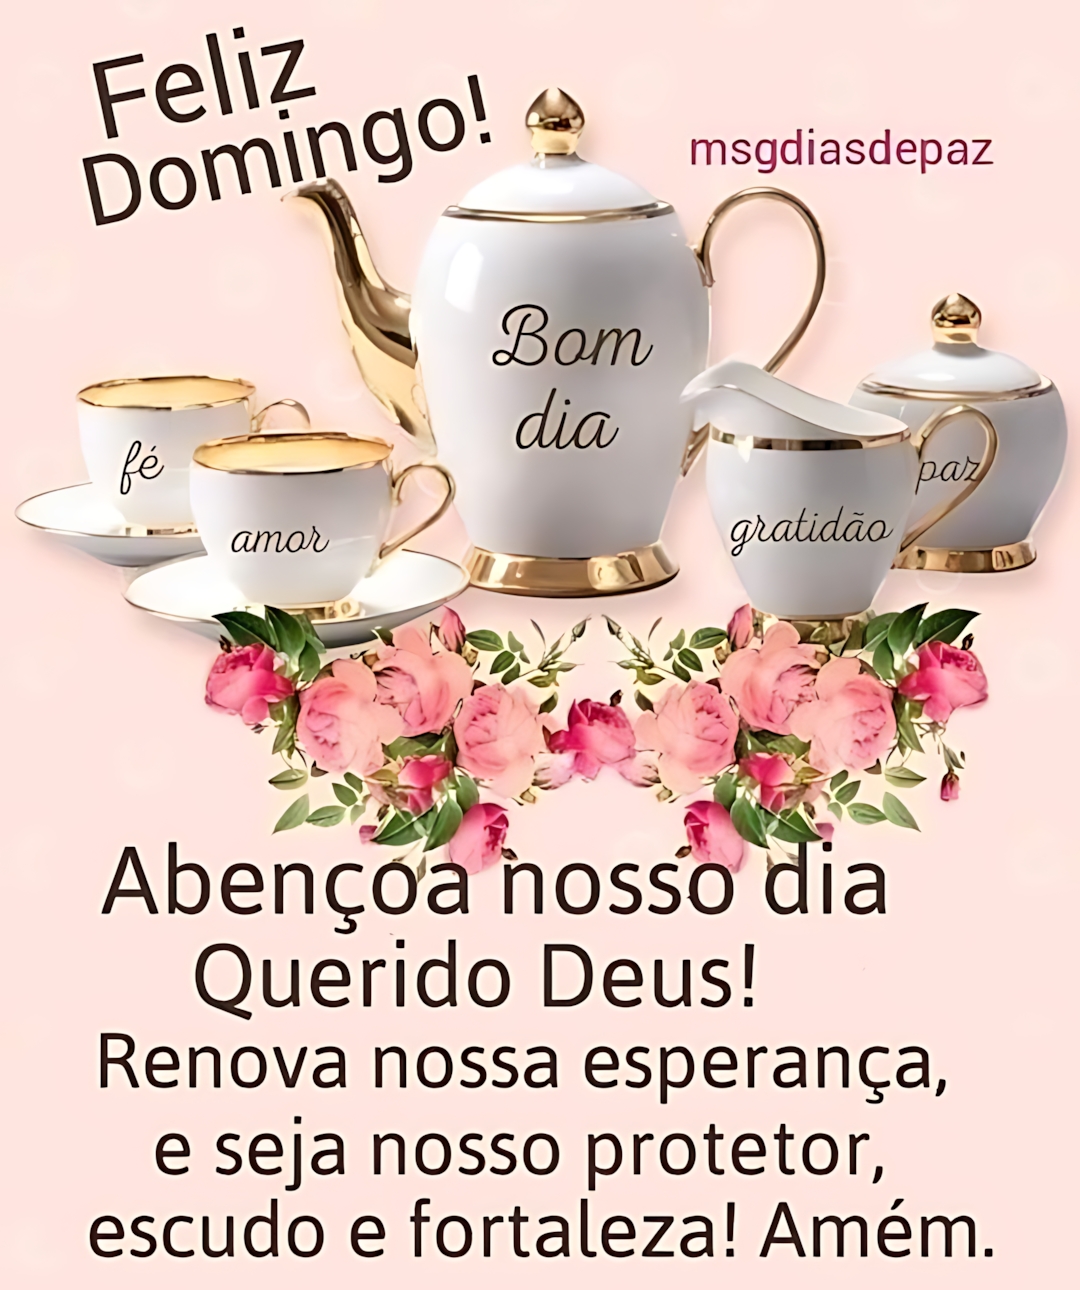 Feliz
Domingo!
msgdiasdepaz
Bom
dia
fé
amor
gratidão
paz
Abençoa nosso dia
Querido Deus!
Renova nossa esperança,
e seja nosso protetor,
escudo e fortaleza! Amém.